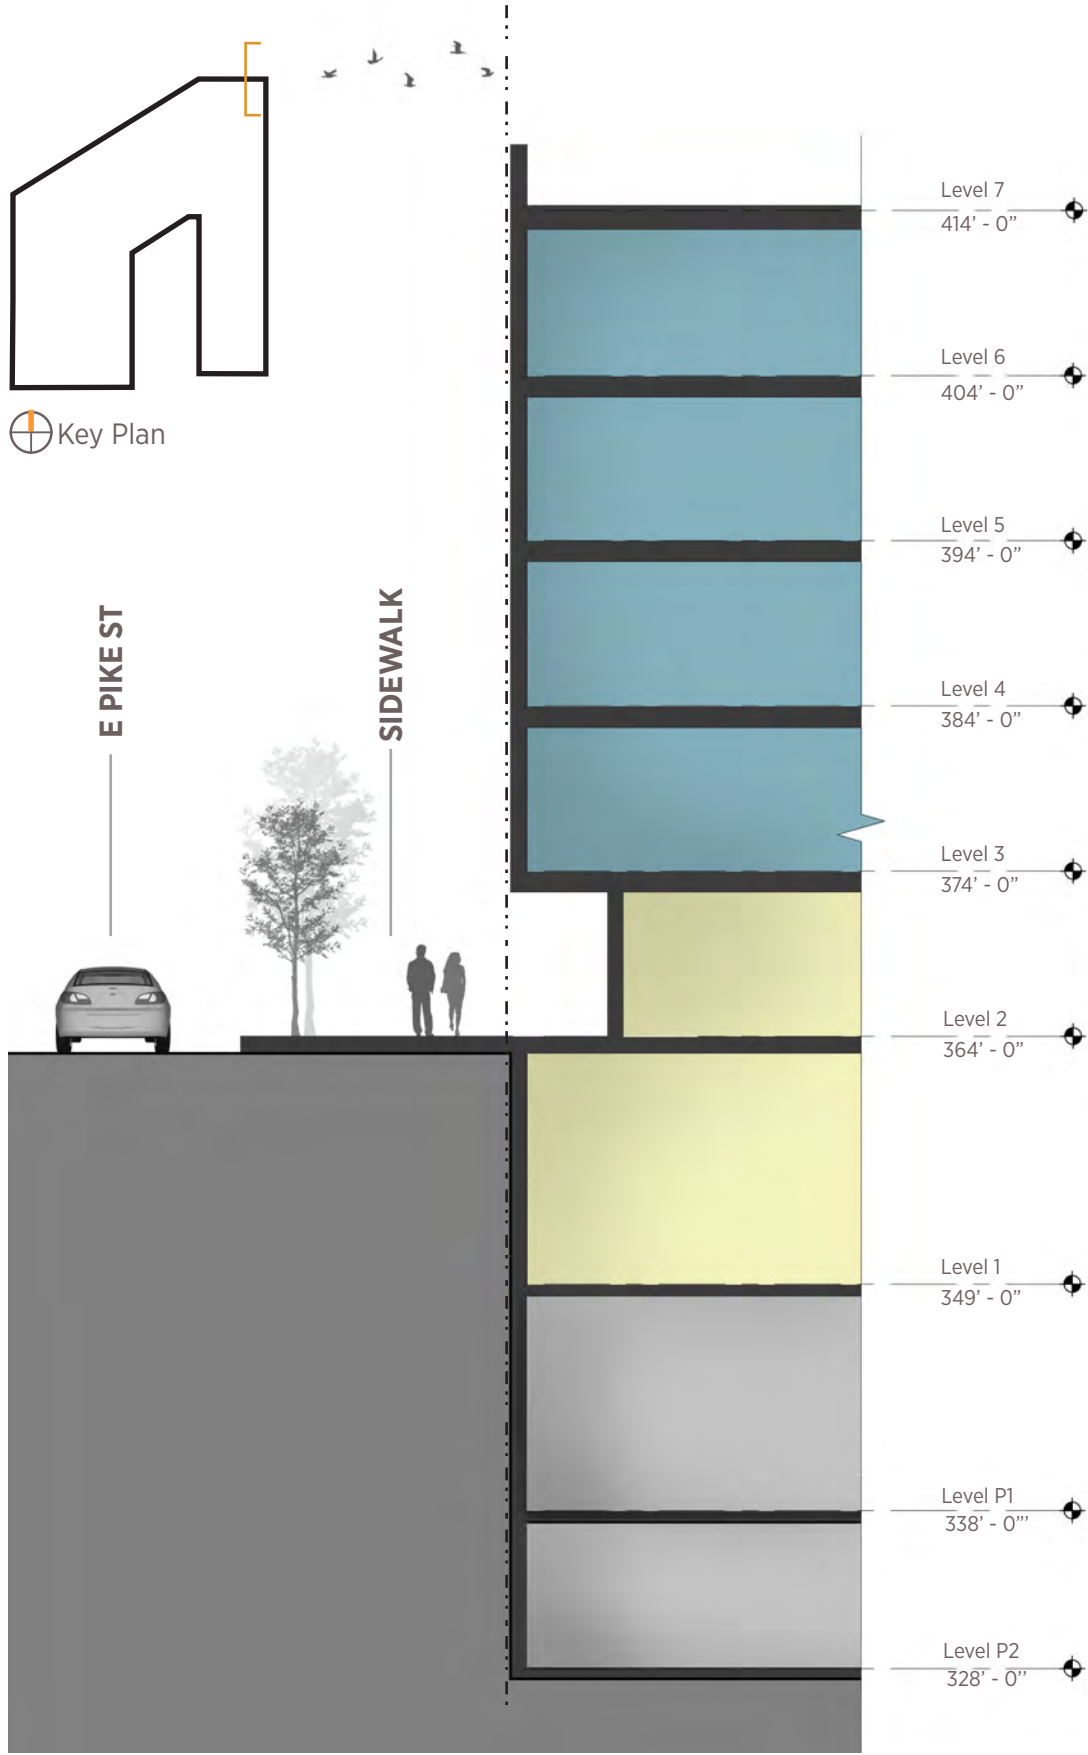 Level 7
414’ - 0”
Level 6
404’ - 0”
Key Plan
Level 5
394’ - 0”
E PIKE ST
SIDEWALK
Level 4
384’ - 0”
Level 3
374’ - 0”
Level 2
364’ - 0”
Level 1
349’ - 0”
Level P1
338’ - 0”’
Level P2
328’ - 0”